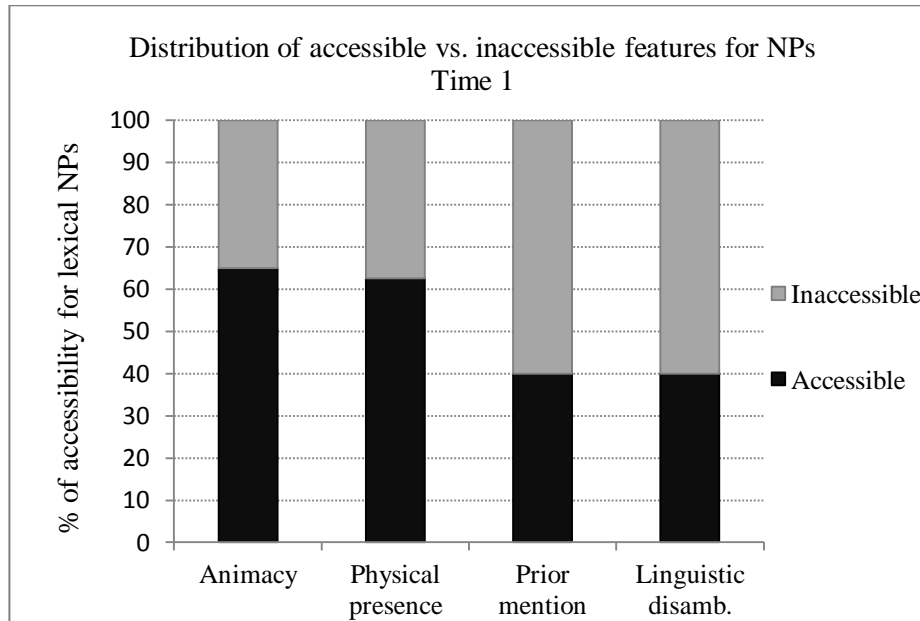 Distribution of accessible vs. inaccessible features for NPs
Time 1
% of accessibility for lexical NPs
100
90
80
70
60
50
40
30
20
10
0
Animacy
Physical
presence
Prior
mention
Linguistic
disamb.
Inaccessible
Accessible